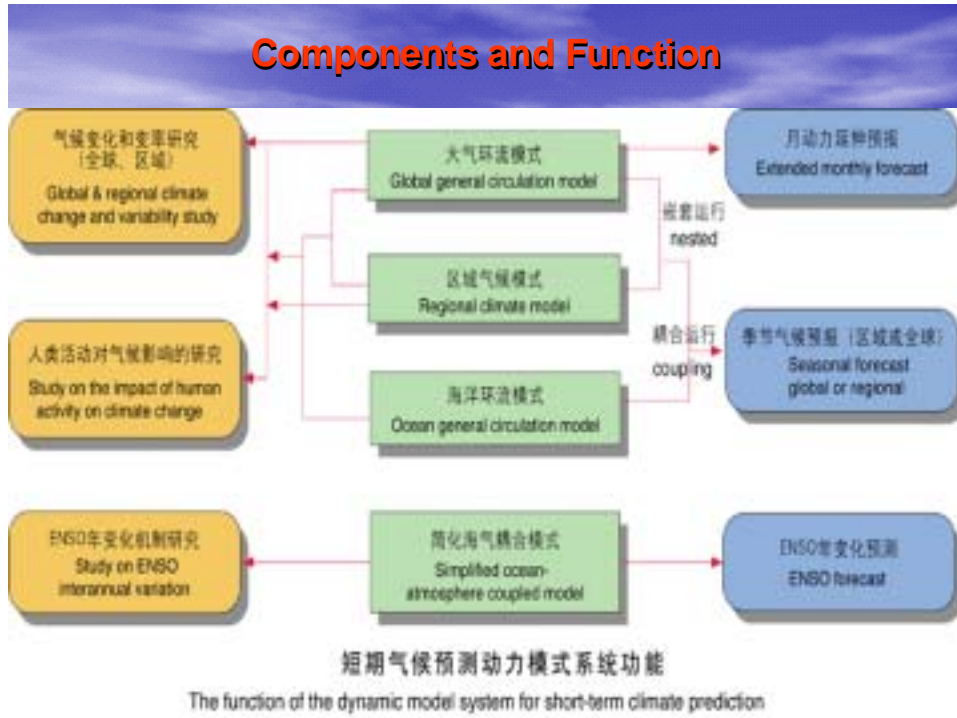 Components and Function
气候变化和变率研究
(全球、区域)
Global & regional climate
change and variability study
大气环流模式
Global general circulation model
月动力延伸预报
Extended monthly forecast
嵌套运行
nested
区域气候模式
Regional climate model
人类活动对气候影响的研究
Study on the impact of human
activity on climate change
耦合运行
coupling
季节气候预报（区域或全球）
Seasonal forecast
global or regional
海洋环流模式
Ocean general circulation model
ENSO年变化机制研究
Study on ENSO
interannual variation
简化海气耦合模式
Simplified ocean-
atmosphere coupled model
ENSO年变化预测
ENSO forecast
短期气候预测动力模式系统功能
The function of the dynamic model system for short-term climate prediction